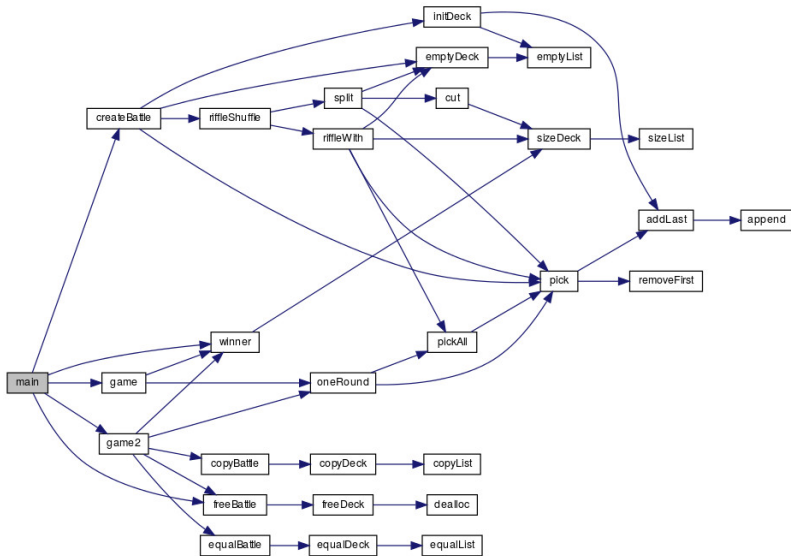 initDeck
emptyDeck
emptyList
split
cut
createBattle
riffleShuffle
riffleWith
sizeDeck
sizeList
addLast
append
pick
removeFirst
winner
pickAll
main
game
oneRound
game2
copyBattle
copyDeck
copyList
freeBattle
freeDeck
dealloc
equalBattle
equalDeck
equalList